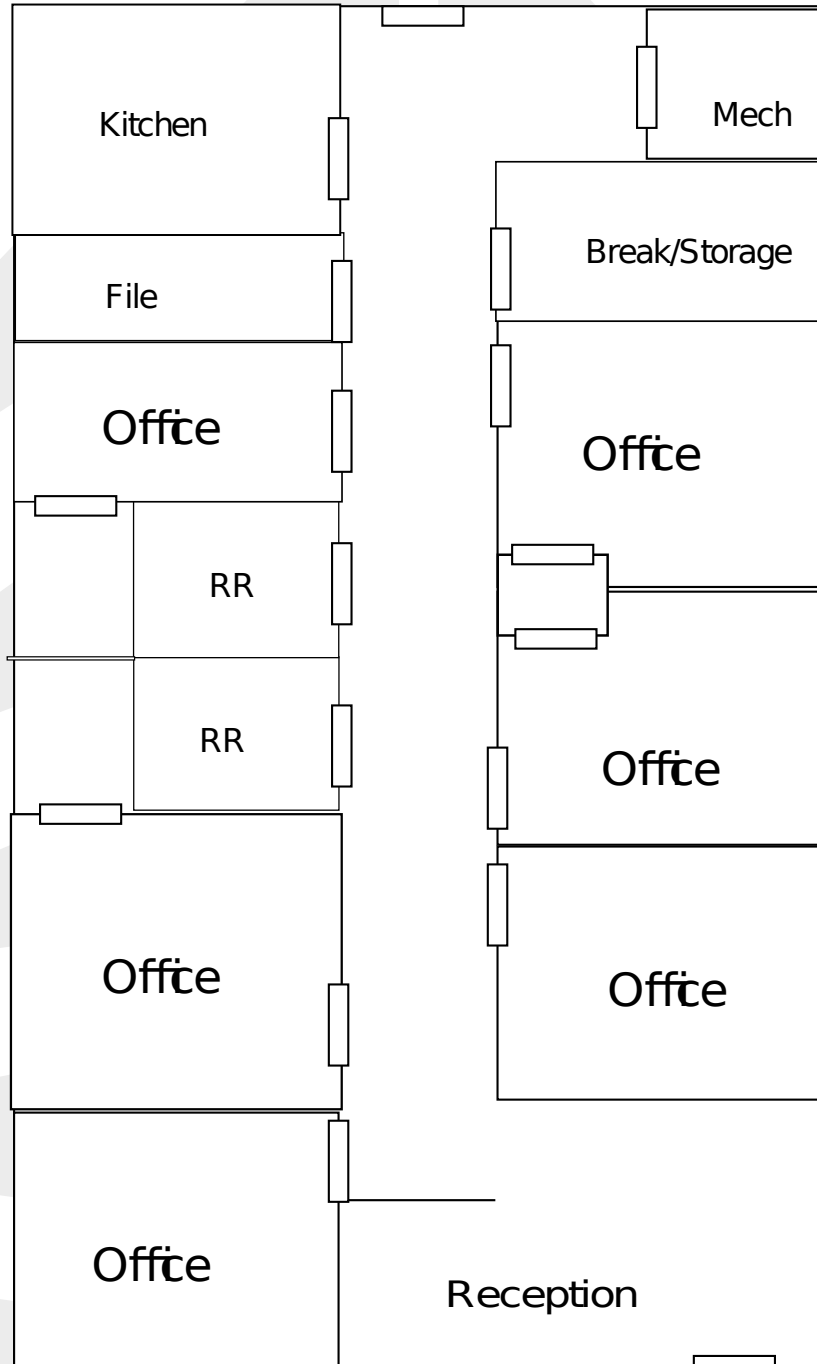 Kitchen
Mech
Break/Storage
File
Office
Office
RR
RR
Office
Office
Office
Office
Reception